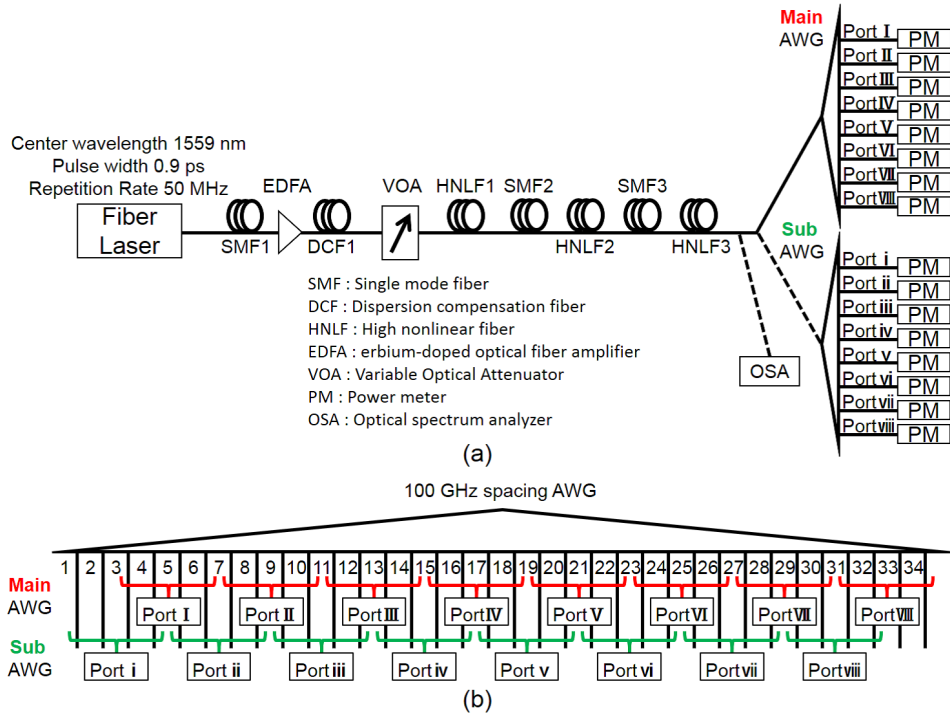 Main
AWG
Port Ⅰ PM
Port Ⅱ PM
Port Ⅲ PM
Port Ⅳ PM
Port Ⅴ PM
Port Ⅵ PM
Port Ⅶ PM
Port Ⅷ PM
Center wavelength 1559 nm
Pulse width 0.9 ps
Repetition Rate 50 MHz
Fiber
Laser
EDFA
VOA
HNLF1
SMF2
SMF3
SMF1
DCF1
HNLF2
HNLF3
Sub
AWG
Port ⅰ PM
Port ⅱ PM
Port ⅲ PM
Port ⅳ PM
Port ⅴ PM
Port ⅵ PM
Port ⅶ PM
Port ⅷ PM
OSA
SMF : Single mode fiber
DCF : Dispersion compensation fiber
HNLF : High nonlinear fiber
EDFA : erbium-doped optical fiber amplifier
VOA : Variable Optical Attenuator
PM : Power meter
OSA : Optical spectrum analyzer
(a)
100 GHz spacing AWG
1 2 3 4 5 6 7 8 9 10 11 12 13 14 15 16 17 18 19 20 21 22 23 24 25 26 27 28 29 30 31 32 33 34
Main
AWG
Port Ⅰ Port Ⅱ Port Ⅲ Port Ⅳ Port Ⅴ Port Ⅵ Port Ⅶ Port Ⅷ
Sub
AWG
Port ⅰ Port ⅱ Port ⅲ Port ⅳ Port ⅴ Port ⅵ Port ⅶ Port ⅷ
(b)